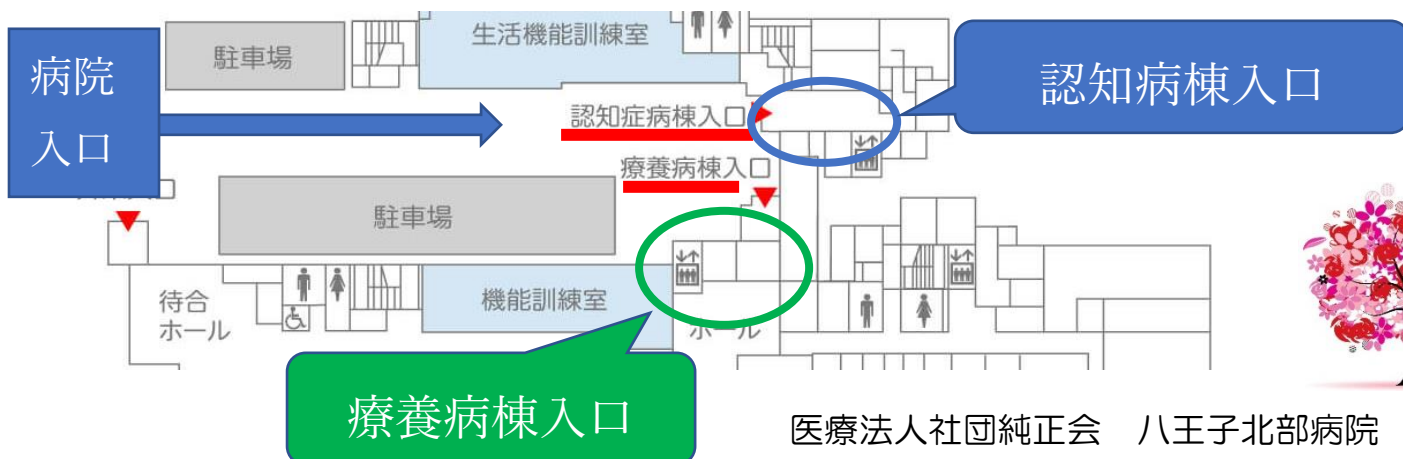 病院
入口
駐車場
生活機能訓練室
認知病棟入口
認知症病棟入口
療養病棟入口
駐車場
待合
ホール
機能訓練室
ホール
療養病棟入口
医療法人社団純正会　八王子北部病院